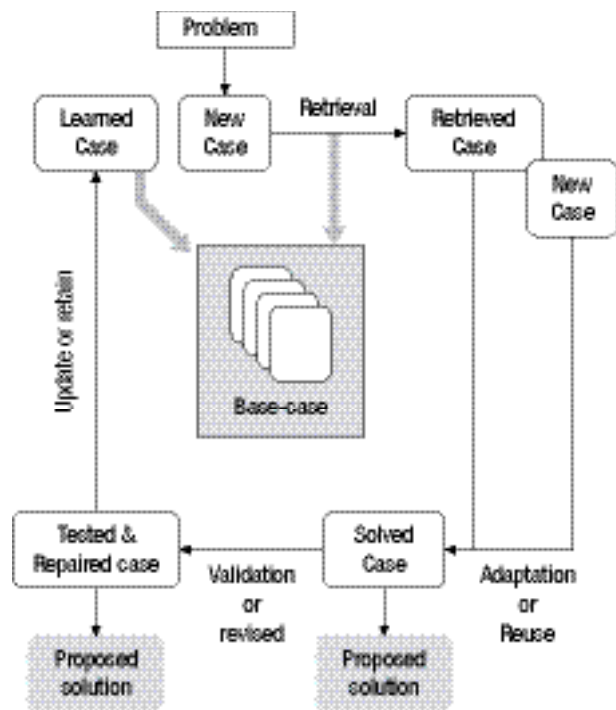 Problem
Learned
Case
New
Case
Retrieval
Retrieved
Case
New
Case
Update or retain
Base-case
Tested &
Repaired case
Validation
or
revised
Solved
Case
Adaptation
or
Reuse
Proposed
solution
Proposed
solution